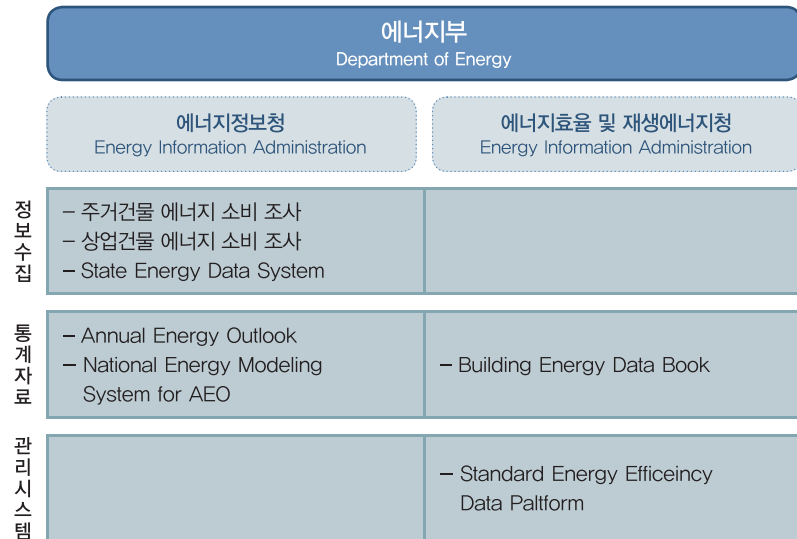 에너지부
Department of Energy
에너지정보청
Energy Information Administration
에너지효율 및 재생에너지청
Energy Information Administration
정보수집
– 주거건물 에너지 소비 조사
– 상업건물 에너지 소비 조사
– State Energy Data System
통계자료
– Annual Energy Outlook
– National Energy Modeling
System for AEO
– Building Energy Data Book
관리시스템
– Standard Energy Efficeincy
Data Paltform